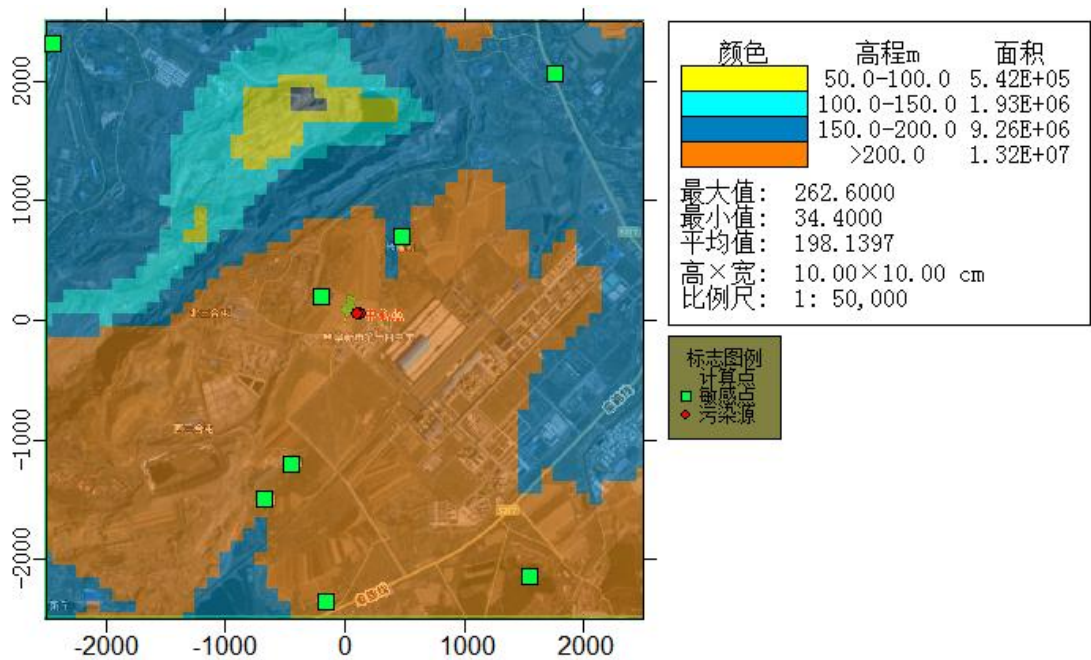 颜色 高程m 面积
50.0-100.0 5.42E+05
100.0-150.0 1.93E+06
150.0-200.0 9.26E+06
>200.0 1.32E+07
最大值: 262.6000
最小值: 34.4000
平均值: 198.1397
高×宽: 10.00×10.00 cm
比例尺: 1: 50,000
标志图例
计算点
敏感点
污染源
2000
1000
0
-1000
-2000
-2000 -1000 0 1000 2000